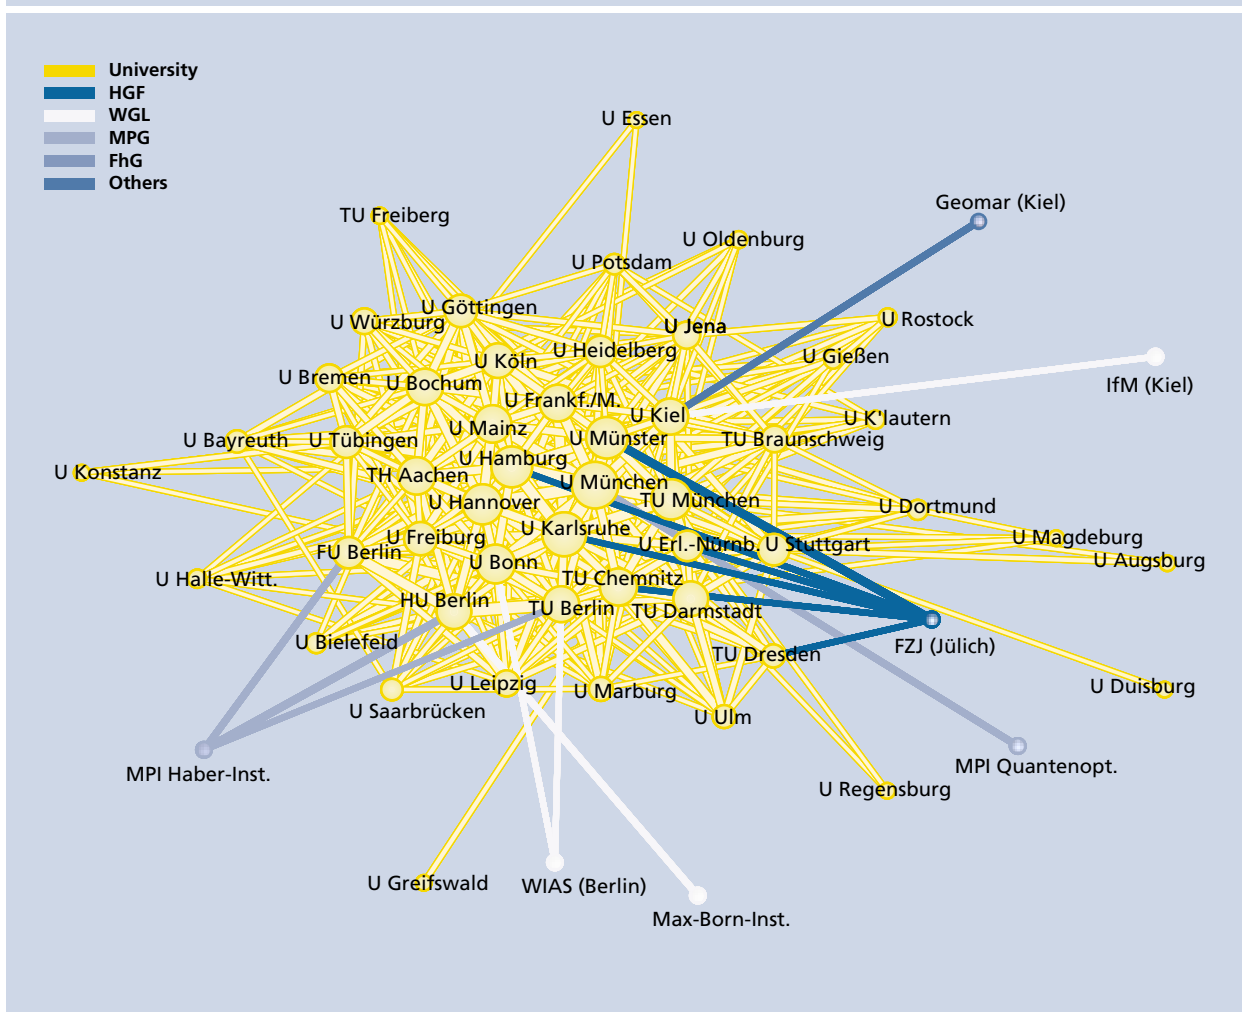 University
HGF
WGL
MPG
FhG
Others
U Essen
Geomar (Kiel)
TU Freiberg
U Oldenburg
U Potsdam
U Göttingen
U Würzburg
U Jena
U Rostock
U Heidelberg
U Gießen
U Köln
U Bremen
U Bochum
IfM (Kiel)
U Frankf./M.
U Kiel
U K'lautern
U Mainz
U Bayreuth
U Tübingen
U Münster
TU Braunschweig
U Hamburg
U Konstanz
TH Aachen
U München
U Hannover
TU München
U Dortmund
U Karlsruhe
U Freiburg
U Magdeburg
FU Berlin
U Erl.-Nürnb.
U Stuttgart
U Bonn
U Augsburg
U Halle-Witt.
TU Chemnitz
HU Berlin
TU Berlin
TU Darmstadt
U Bielefeld
FZJ (Jülich)
TU Dresden
U Leipzig
U Marburg
U Duisburg
U Saarbrücken
U Ulm
MPI Haber-Inst.
MPI Quantenopt.
U Regensburg
U Greifswald
WIAS (Berlin)
Max-Born-Inst.